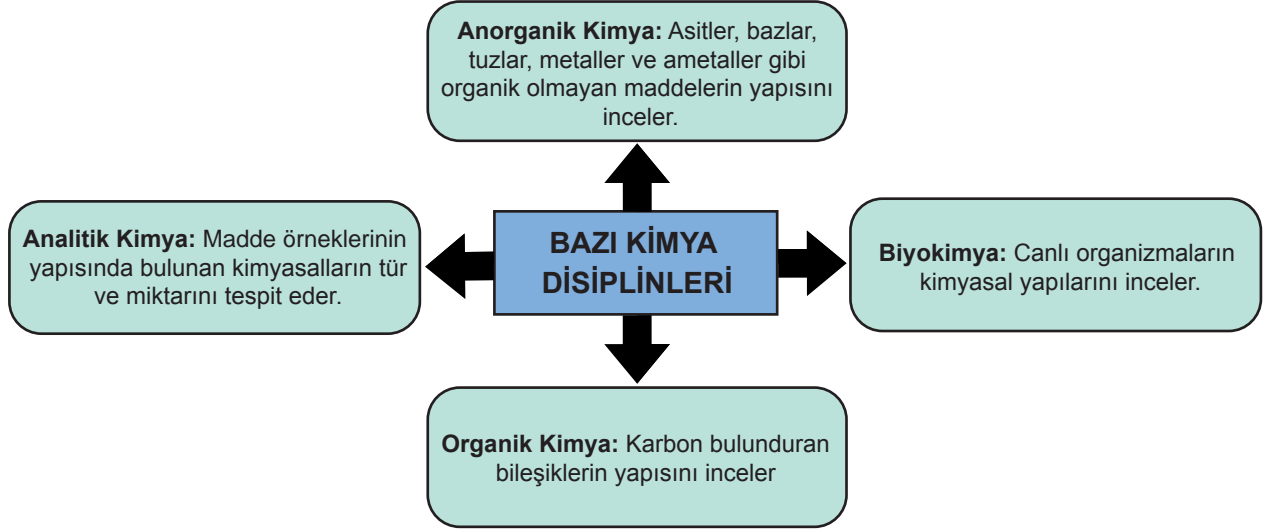 Anorganik Kimya: Asitler, bazlar,
tuzlar, metaller ve ametaller gibi
organik olmayan maddelerin yapısını
inceler.
Analitik Kimya: Madde örneklerinin
yapısında bulunan kimyasalların tür
ve miktarını tespit eder.
BAZI KİMYA
DİSİPLİNLERİ
Biyokimya: Canlı organizmaların
kimyasal yapılarını inceler.
Organik Kimya: Karbon bulunduran
bileşiklerin yapısını inceler